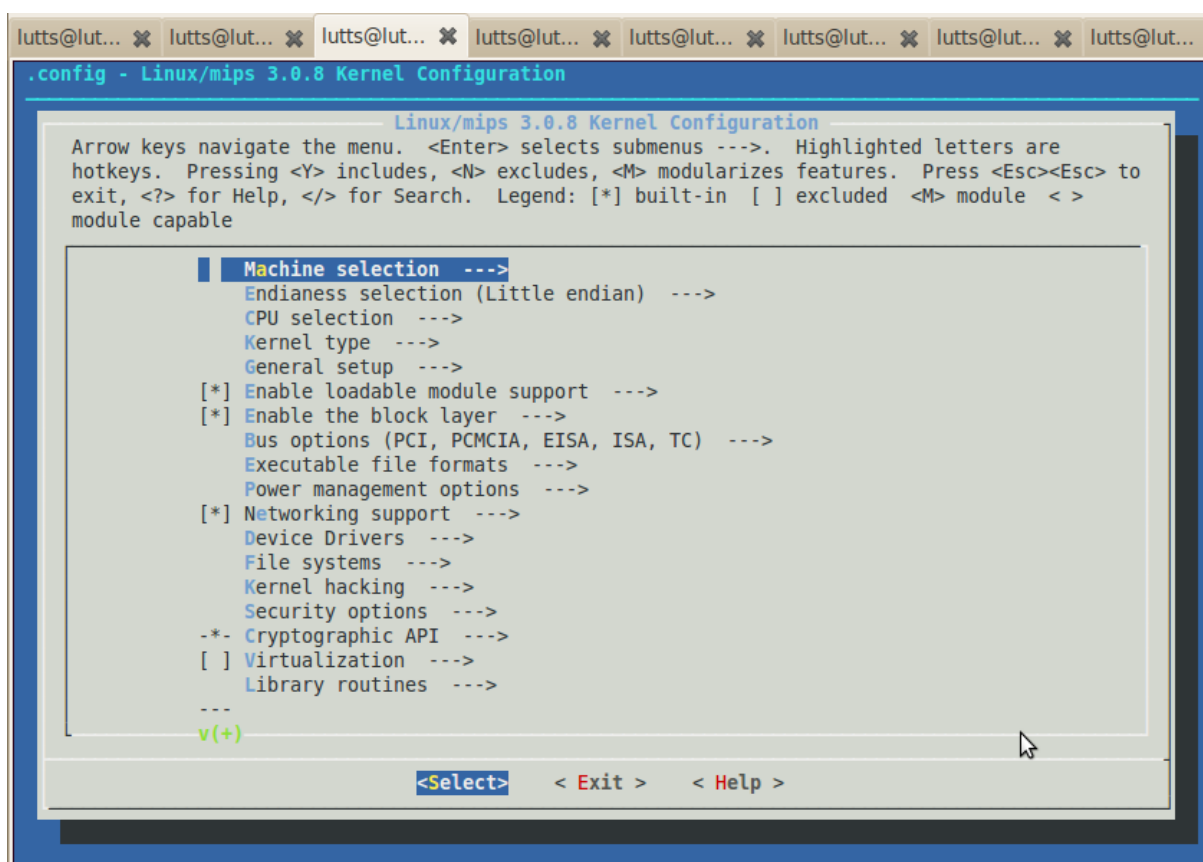 lutts@lut... ✖ lutts@lut... ✖ lutts@lut... ✖ lutts@lut... ✖ lutts@lut... ✖ lutts@lut... ✖ lutts@lut... ✖ lutts@lut...
.config - Linux/mips 3.0.8 Kernel Configuration
Linux/mips 3.0.8 Kernel Configuration
Arrow keys navigate the menu.  <Enter> selects submenus --->.  Highlighted letters are
hotkeys.  Pressing <Y> includes, <N> excludes, <M> modularizes features.  Press <Esc><Esc> to
exit, <?> for Help, </> for Search.  Legend: [*] built-in  [ ] excluded  <M> module  < >
module capable
Machine selection  --->
Endianess selection (Little endian)  --->
CPU selection  --->
Kernel type  --->
General setup  --->
[*] Enable loadable module support  --->
[*] Enable the block layer  --->
Bus options (PCI, PCMCIA, EISA, ISA, TC)  --->
Executable file formats  --->
Power management options  --->
[*] Networking support  --->
Device Drivers  --->
File systems  --->
Kernel hacking  --->
Security options  --->
-*- Cryptographic API  --->
[ ] Virtualization  --->
Library routines  --->
---
v(+)
<Select>    < Exit >    < Help >